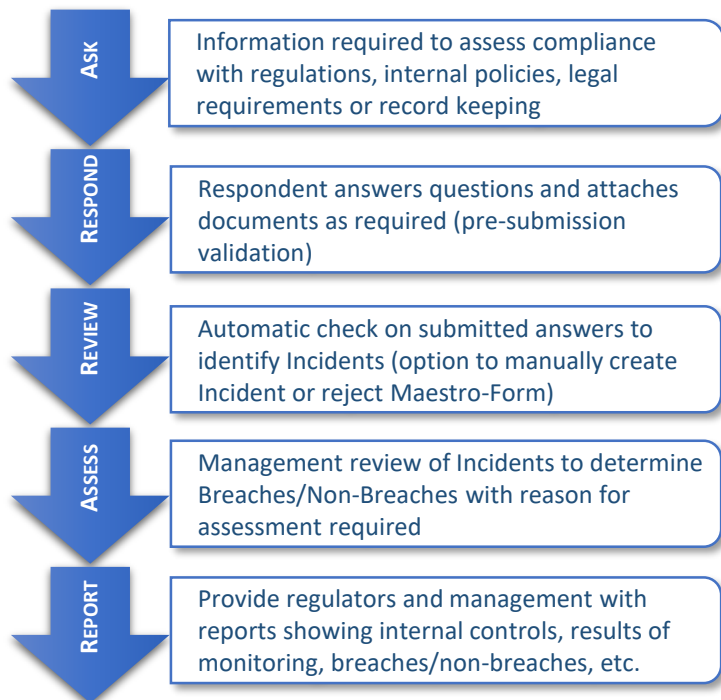 ASK
Information required to assess compliance
with regulations, internal policies, legal
requirements or record keeping
RESPOND
Respondent answers questions and attaches
documents as required (pre-submission
validation)
REVIEW
Automatic check on submitted answers to
identify Incidents (option to manually create
Incident or reject Maestro-Form)
ASSESS
Management review of Incidents to determine
Breaches/Non-Breaches with reason for
assessment required
REPORT
Provide regulators and management with
reports showing internal controls, results of
monitoring, breaches/non-breaches, etc.